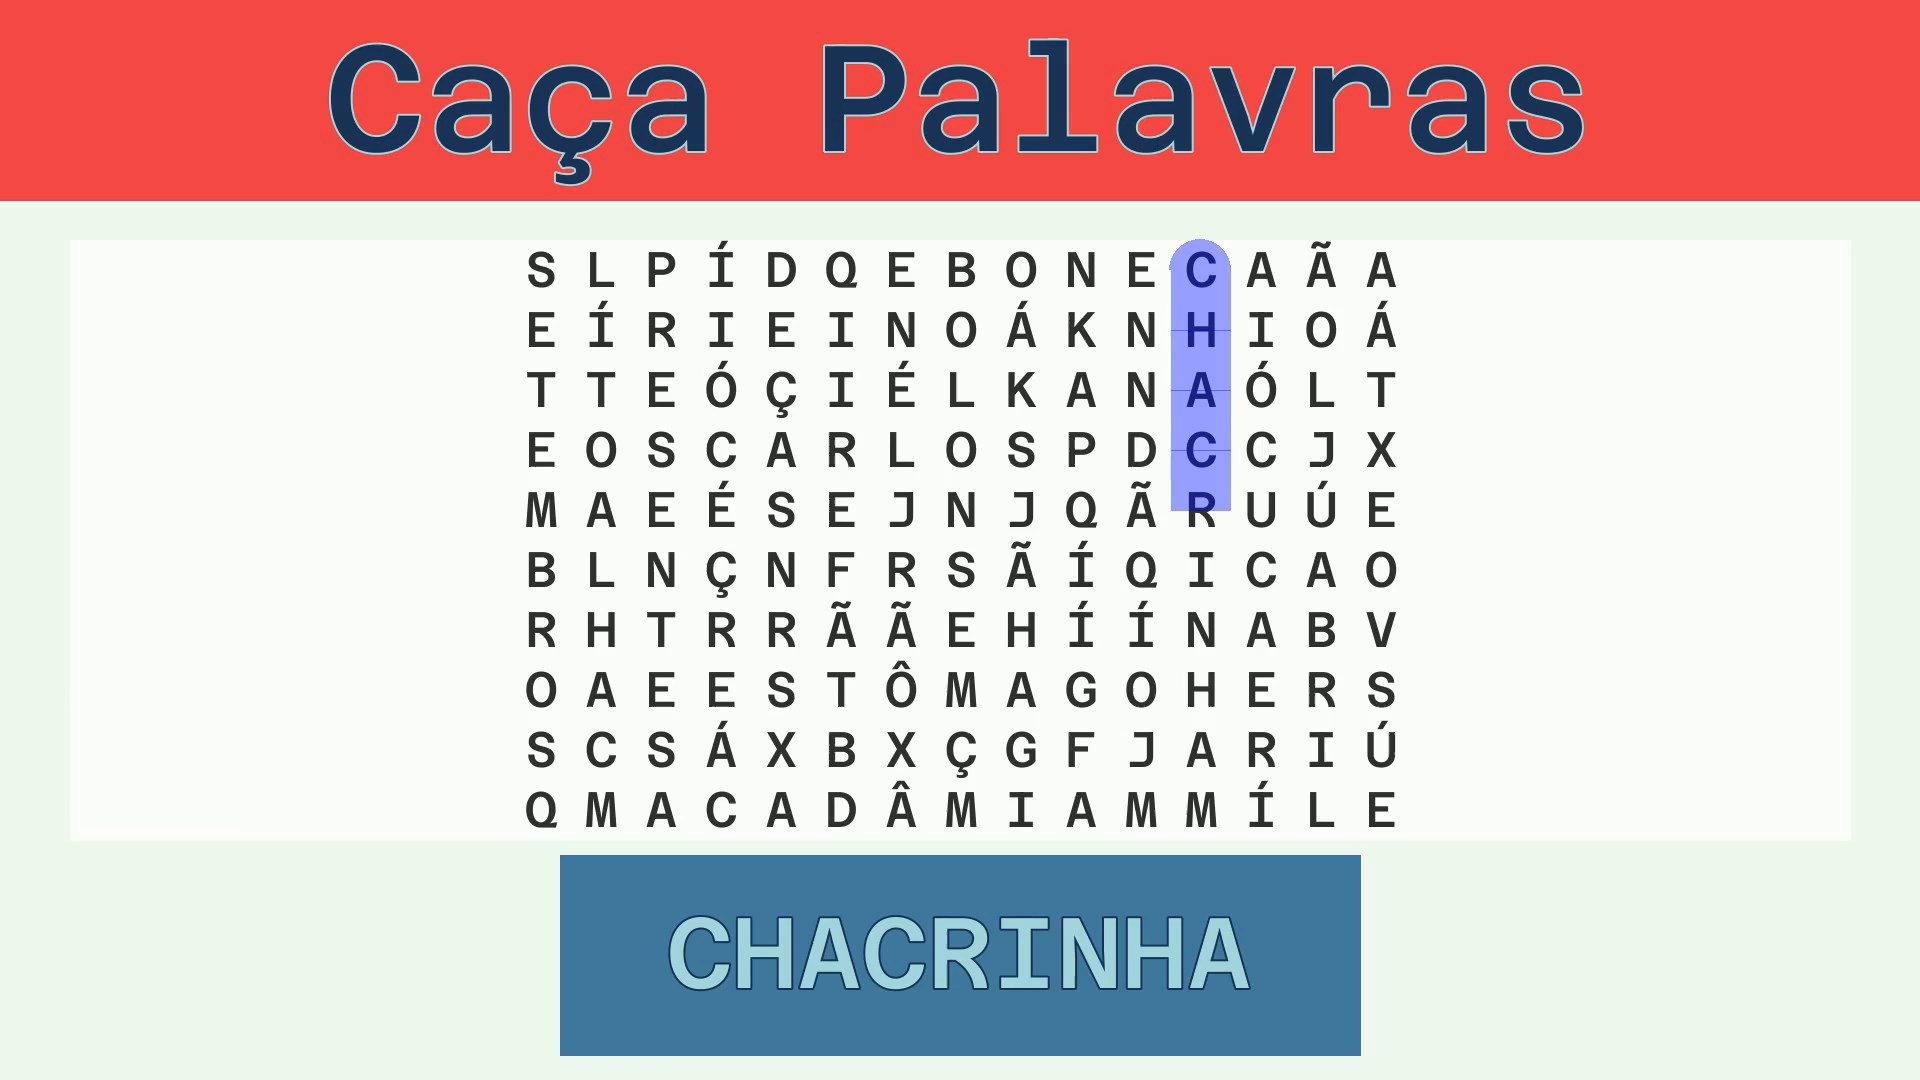 Caça Palavras
S L P Í D Q E B O N E C A Ã A
E Í R I E I N O Á K N H I O Á
T T E Ó Ç I É L K A N A Ó L T
E O S C A R L O S P D C C J X
M A E É S E J N J Q Ã R U Ú E
B L N Ç N F R S Ã Í Q I C A O
R H T R R Ã Ã E H Í Í N A B V
O A E E S T Ô M A G O H E R S
S C S Á X B X Ç G F J A R I Ú
Q M A C A D Â M I A M M Í L E
CHACRINHA